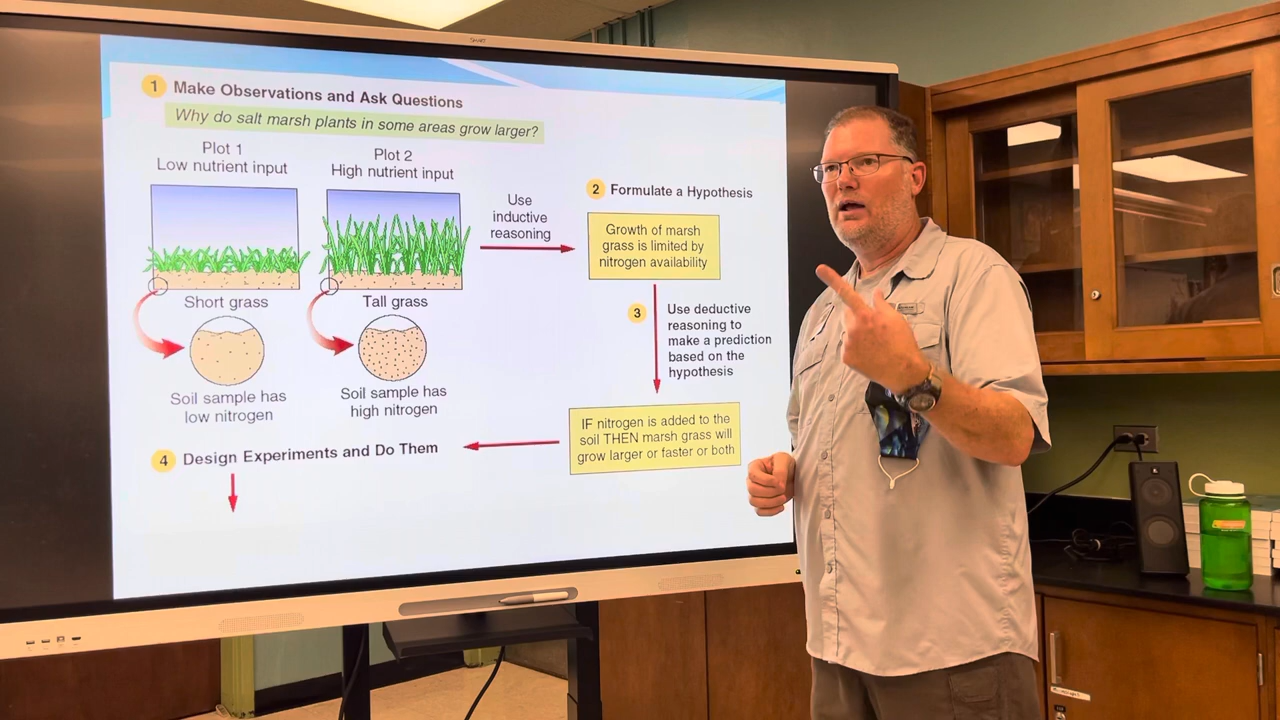 SMART
1 Make Observations and Ask Questions
Why do salt marsh plants in some areas grow larger?
Plot 1
Low nutrient input
Plot 2
High nutrient input
Short grass
Tall grass
Soil sample has
low nitrogen
Soil sample has
high nitrogen
Use
inductive
reasoning
2 Formulate a Hypothesis
Growth of marsh
grass is limited by
nitrogen availability
3 Use deductive
reasoning to
make a prediction
based on the
hypothesis
IF nitrogen is added to the
soil THEN marsh grass will
grow larger or faster or both
4 Design Experiments and Do Them